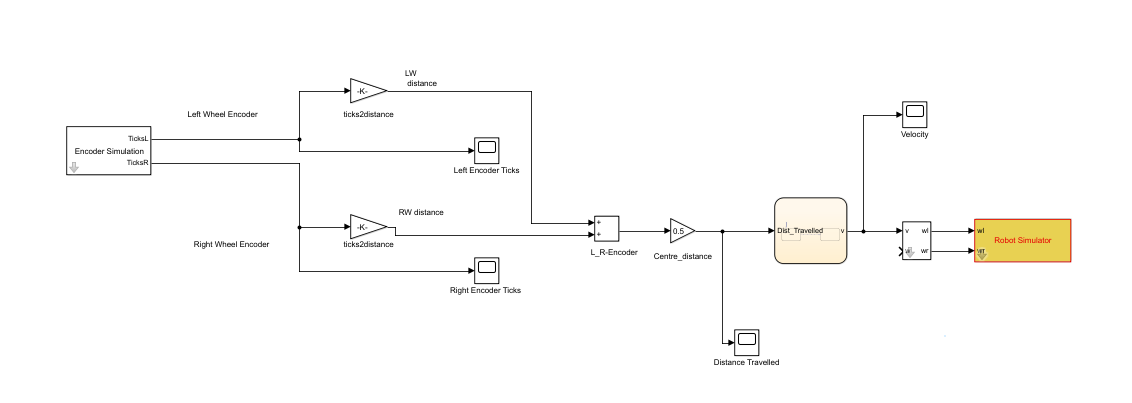 LW
distance
-K-
Left Wheel Encoder
ticks2distance
Velocity
TicksL
Encoder Simulation
TicksR
Left Encoder Ticks
RW distance
-K-
Right Wheel Encoder
ticks2distance
+
+
L_R-Encoder
0.5
Centre_distance
Dist_Travelled
v
v
wl
wr
wl
wr
Robot Simulator
Right Encoder Ticks
Distance Travelled